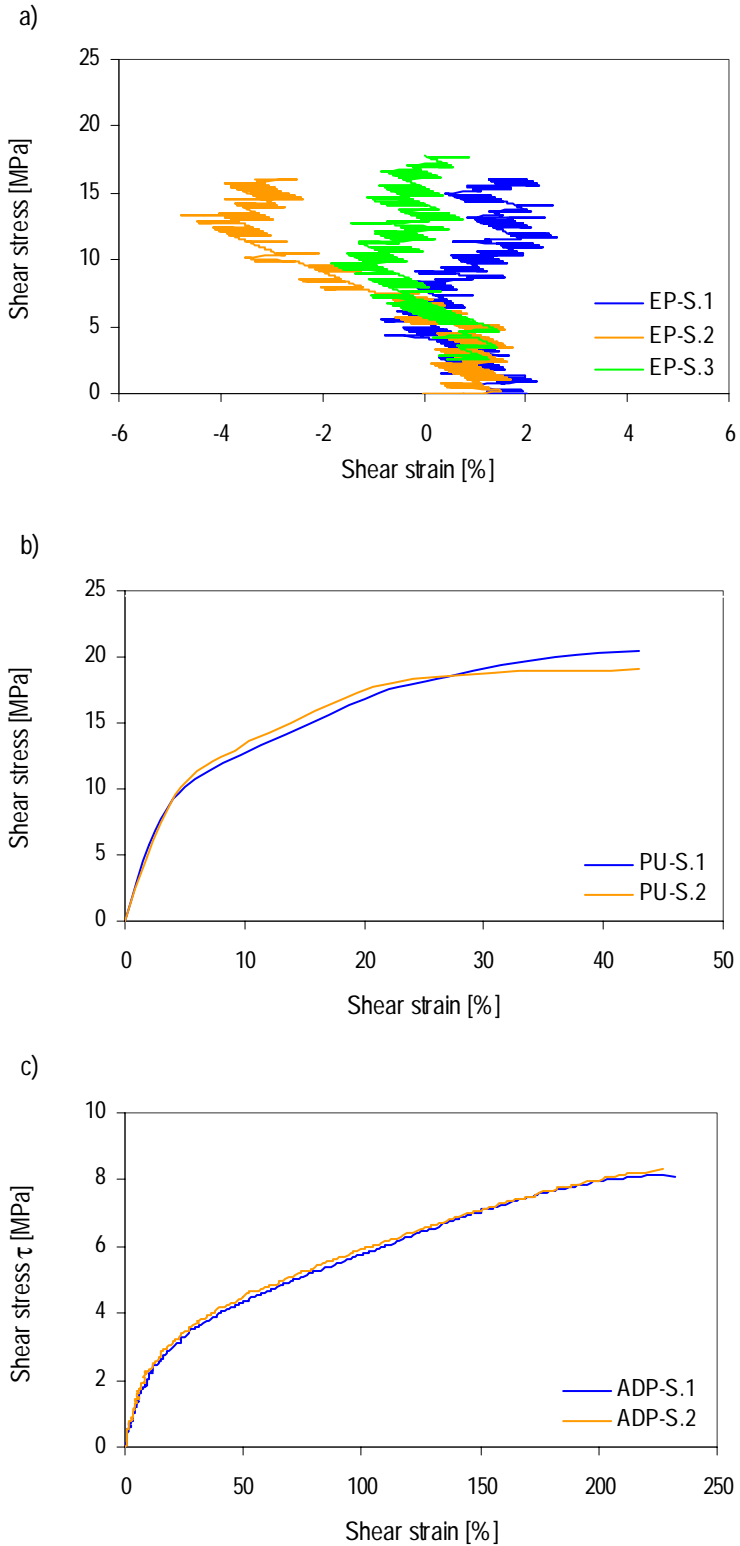 a)
25
20
15
10
5
0
Shear stress [MPa]
EP-S.1
EP-S.2
EP-S.3
-6 -4 -2 0 2 4 6
Shear strain [%]
b)
25
20
15
10
5
0
Shear stress [MPa]
PU-S.1
PU-S.2
0 10 20 30 40 50
Shear strain [%]
c)
10
8
6
4
2
0
Shear stress τ [MPa]
ADP-S.1
ADP-S.2
0 50 100 150 200 250
Shear strain [%]